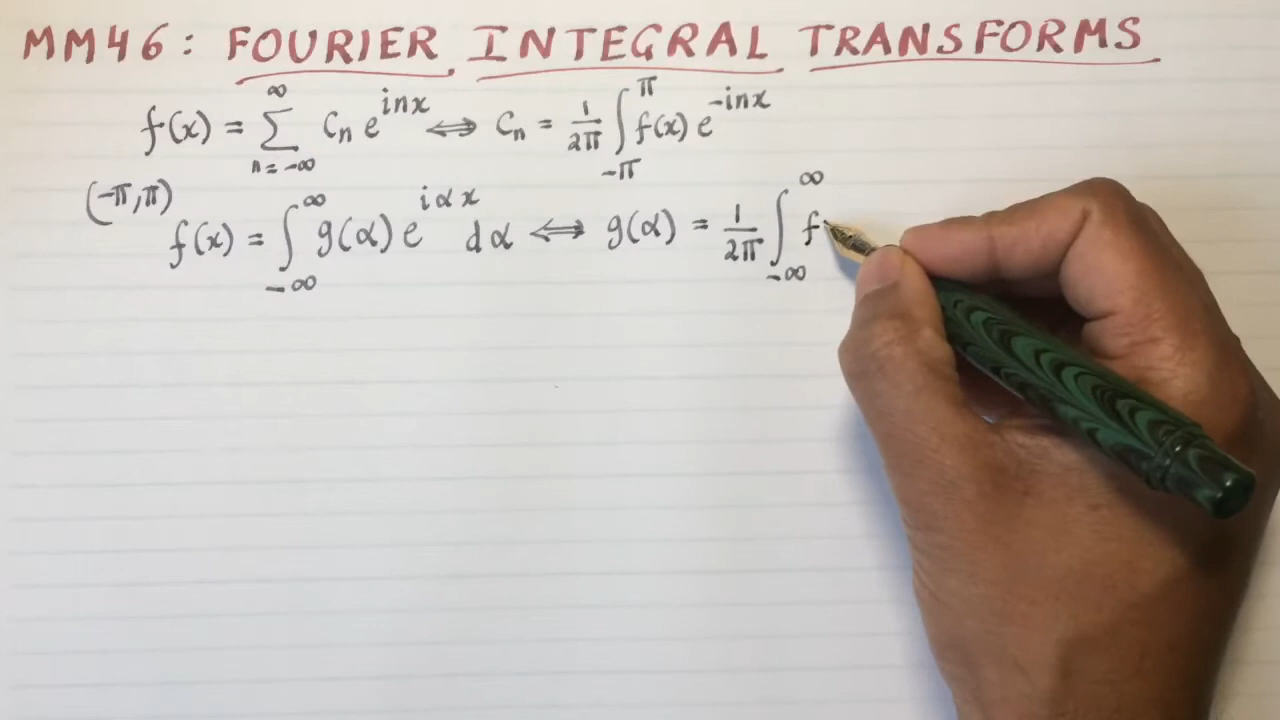 MM46: FOURIER INTEGRAL TRANSFORMS
f(x) = ∑_{n=-∞}^{∞} C_n e^{inx} ⟺ C_n = 1/2π ∫_{-π}^{π} f(x) e^{-inx}
(-π, π)
f(x) = ∫_{-∞}^{∞} g(α) e^{iαx} dα ⟺ g(α) = 1/2π ∫_{-∞}^{∞} f